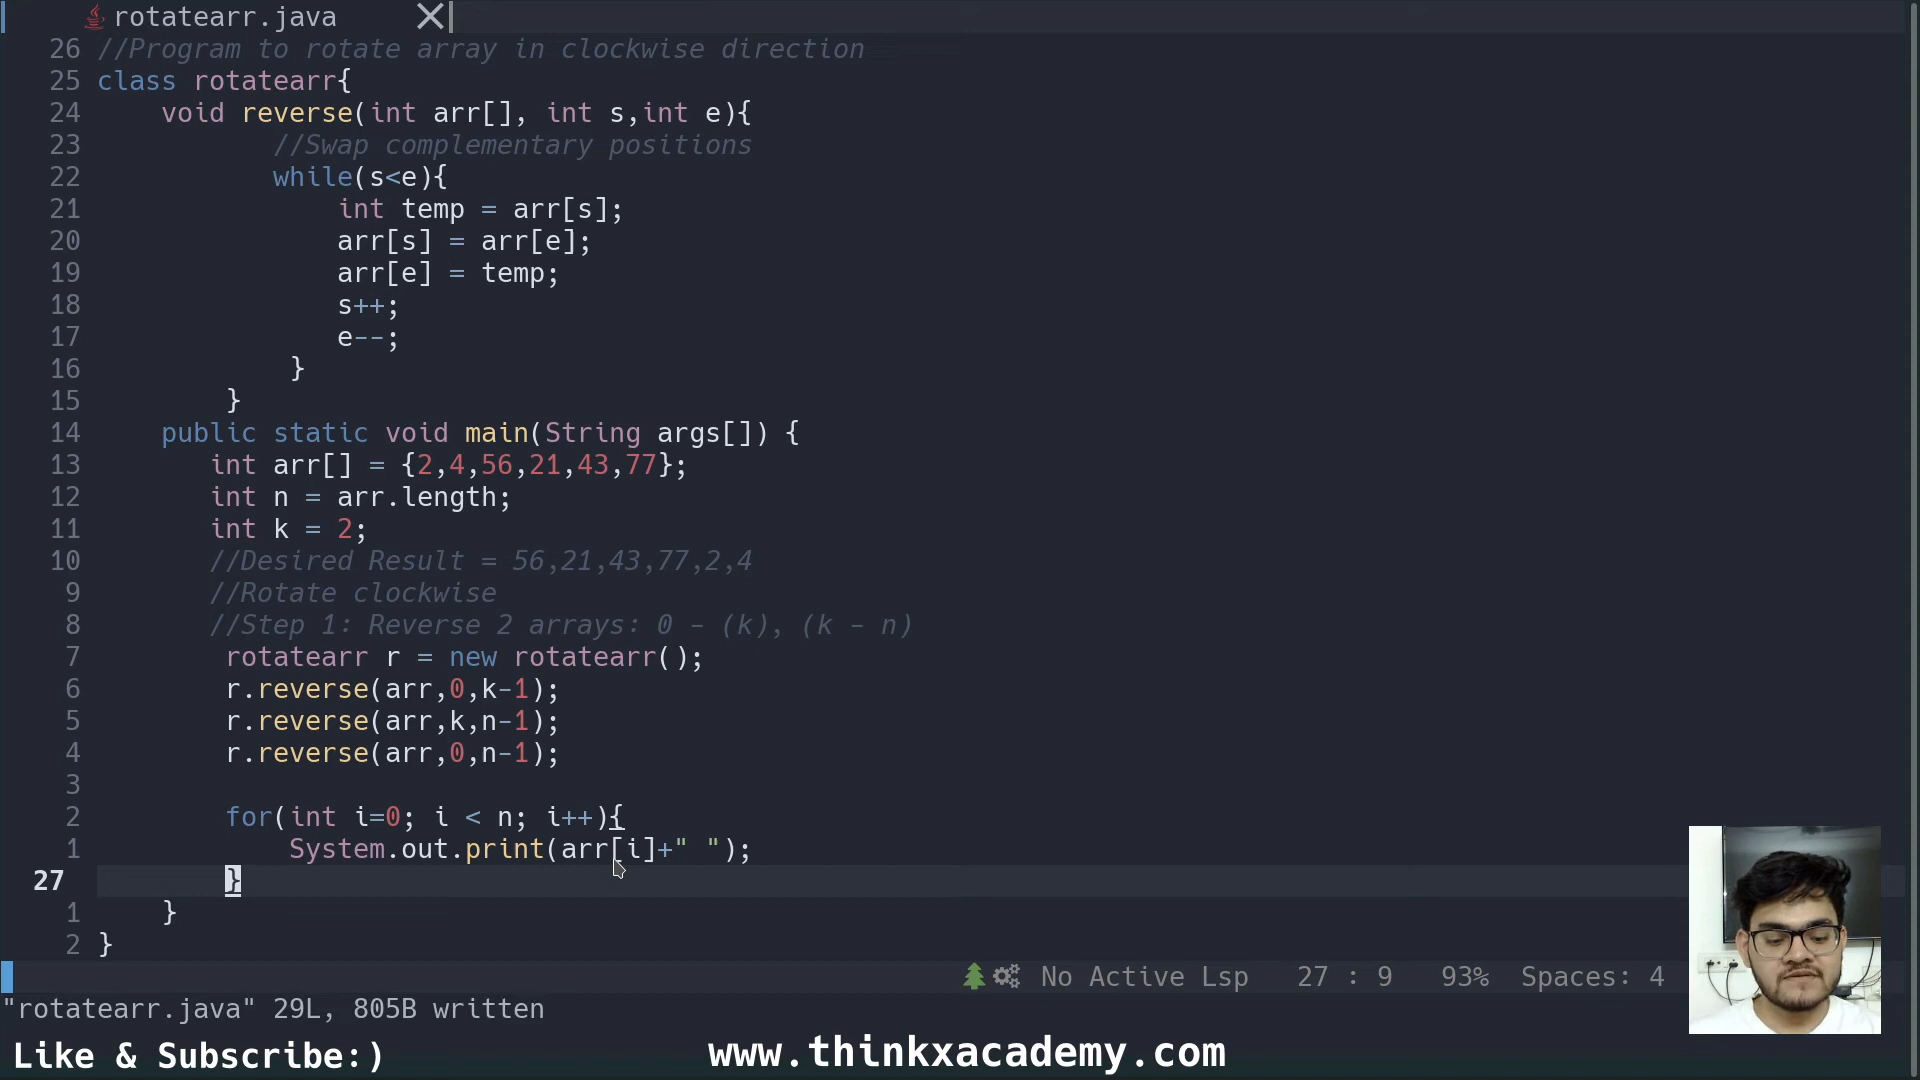 rotatearr.java
26 //Program to rotate array in clockwise direction
25 class rotatearr{
24 void reverse(int arr[], int s,int e){
23 //Swap complementary positions
22 while(s<e){
21 int temp = arr[s];
20 arr[s] = arr[e];
19 arr[e] = temp;
18 s++;
17 e--;
16 }
15 }
14 public static void main(String args[]) {
13 int arr[] = {2,4,56,21,43,77};
12 int n = arr.length;
11 int k = 2;
10 //Desired Result = 56,21,43,77,2,4
9 //Rotate clockwise
8 //Step 1: Reverse 2 arrays: 0 - (k), (k - n)
7 rotatearr r = new rotatearr();
6 r.reverse(arr,0,k-1);
5 r.reverse(arr,k,n-1);
4 r.reverse(arr,0,n-1);
3
2 for(int i=0; i < n; i++){
1 System.out.print(arr[i]+" ");
27 }
1 }
2 }
No Active Lsp 27 : 9 93% Spaces: 4
"rotatearr.java" 29L, 805B written
Like & Subscribe:) www.thinkxacademy.com